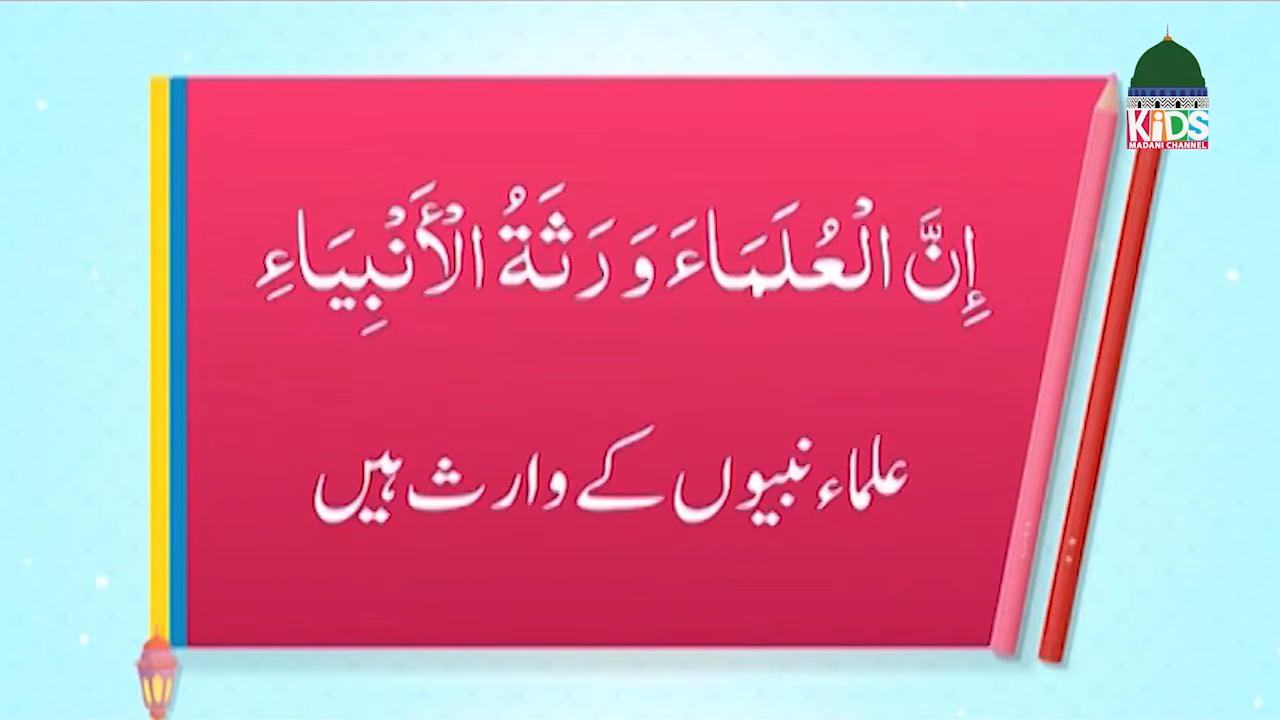 KiDS
MADANI CHANNEL
إِنَّ الْعُلَمَاءَ وَرَثَةُ الْأَنْبِيَاءِ
علماء نبیوں کے وارث ہیں